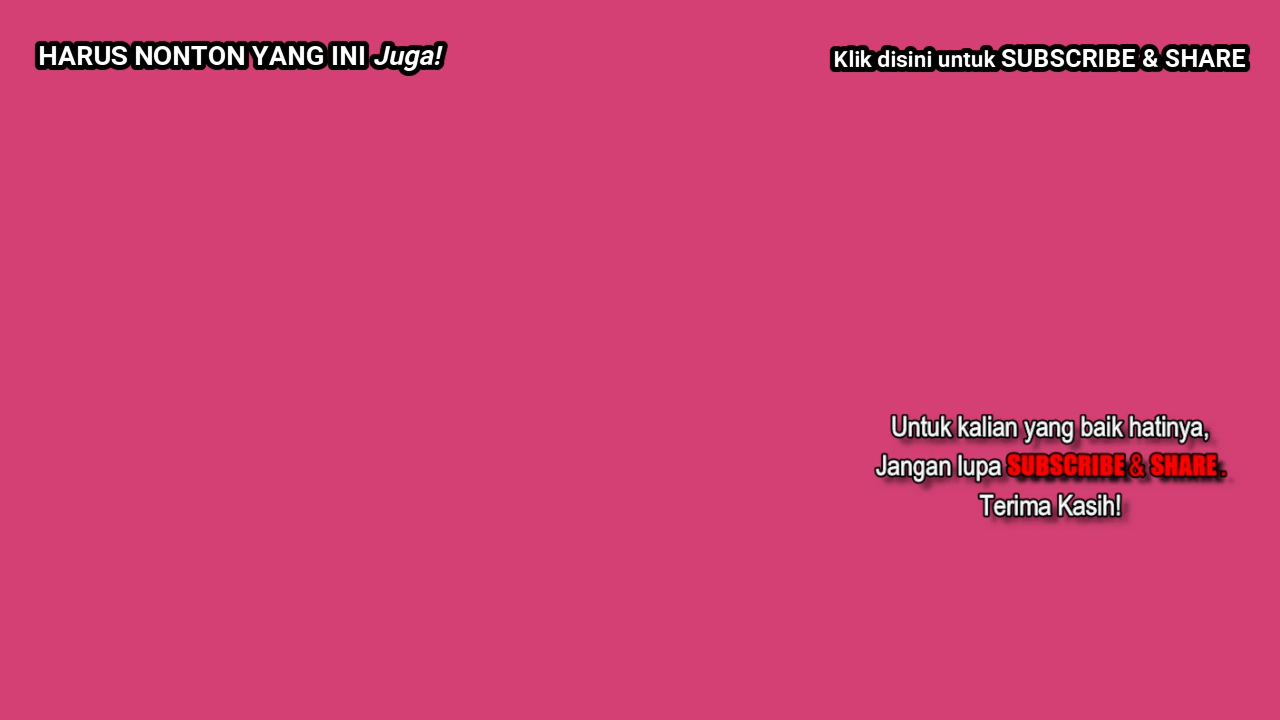 HARUS NONTON YANG INI Juga!
Klik disini untuk SUBSCRIBE & SHARE
Untuk kalian yang baik hatinya,
Jangan lupa SUBSCRIBE & SHARE.
Terima Kasih!